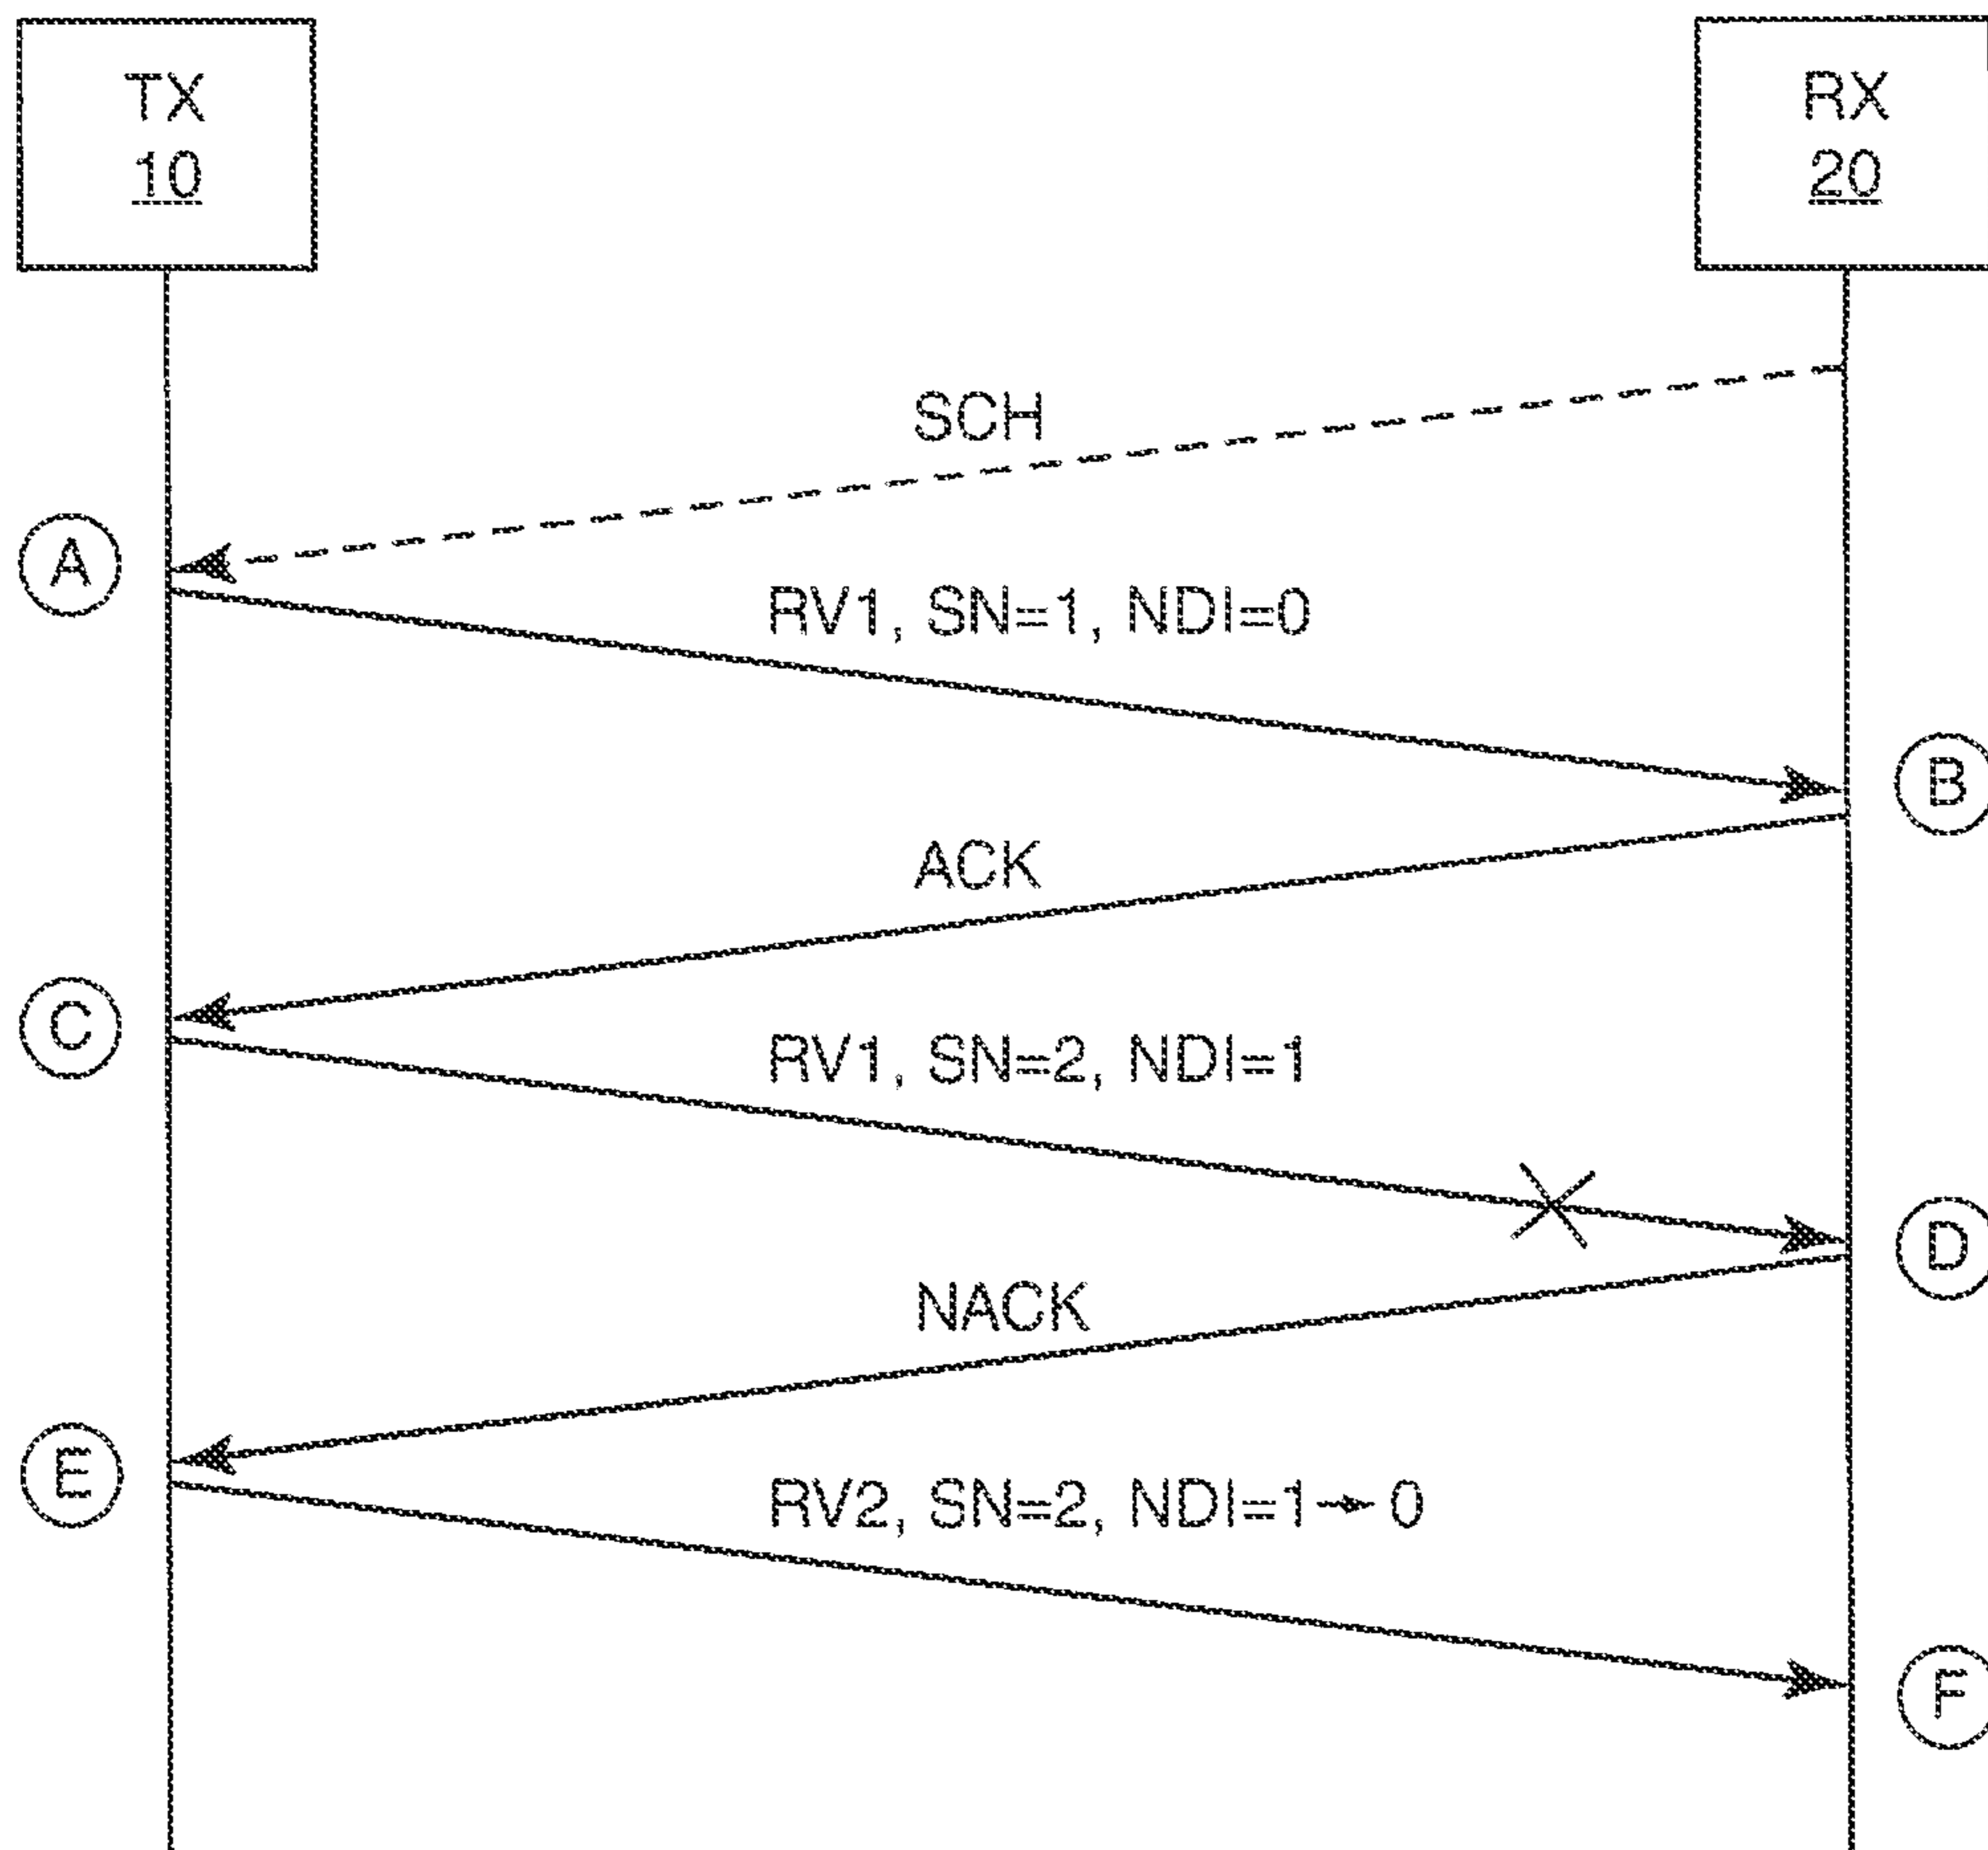 TX
10
RX
20
SCH
A
RV1, SN=1, NDI=0
B
ACK
C
RV1, SN=2, NDI=1
D
NACK
E
RV2, SN=2, NDI=1→0
F